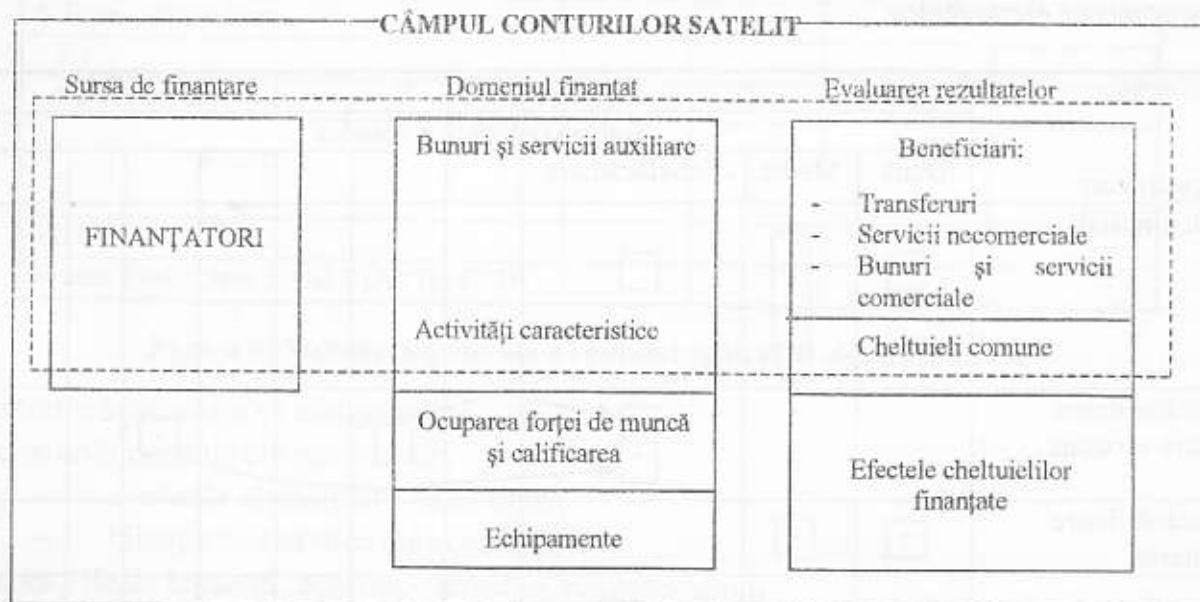 CÂMPUL CONTURILOR SATELIT
Sursa de finanțare
Domeniul finanțat
Evaluarea rezultatelor
FINANȚATORI
Bunuri și servicii auxiliare
Activități caracteristice
Ocuparea forței de muncă
și calificarea
Echipamente
Beneficiari:
- Transferuri
- Servicii necomerciale
- Bunuri și servicii
comerciale
Cheltuieli comune
Efectele cheltuielilor
finanțate